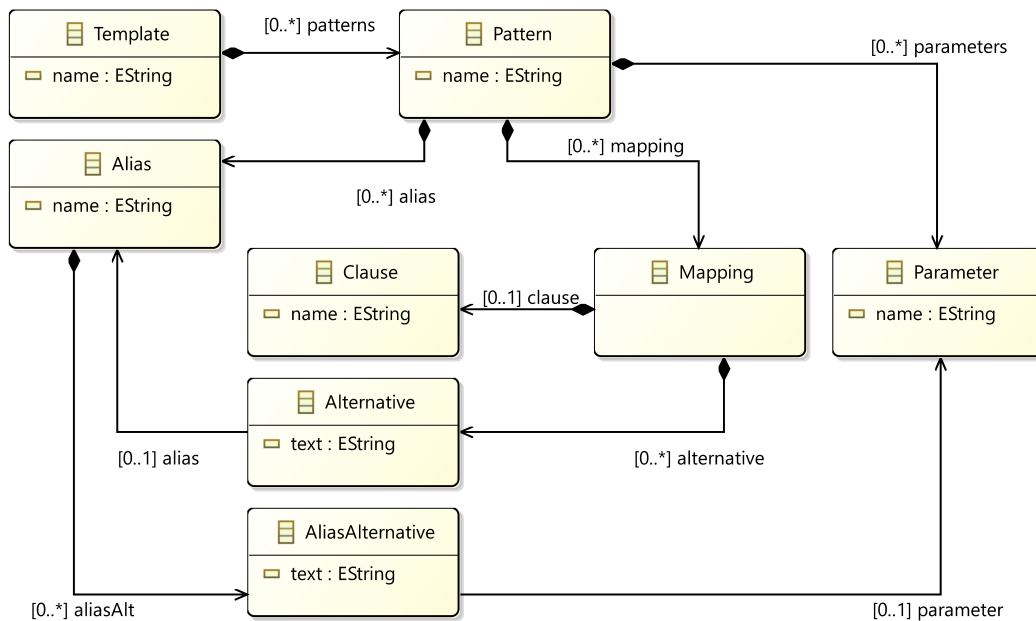 Template
name : EString
[0..*] patterns
Pattern
name : EString
[0..*] parameters
Alias
name : EString
[0..*] alias
[0..*] mapping
Clause
name : EString
[0..1] clause
Mapping
Parameter
name : EString
Alternative
text : EString
[0..1] alias
[0..*] alternative
AliasAlternative
text : EString
[0..*] aliasAlt
[0..1] parameter